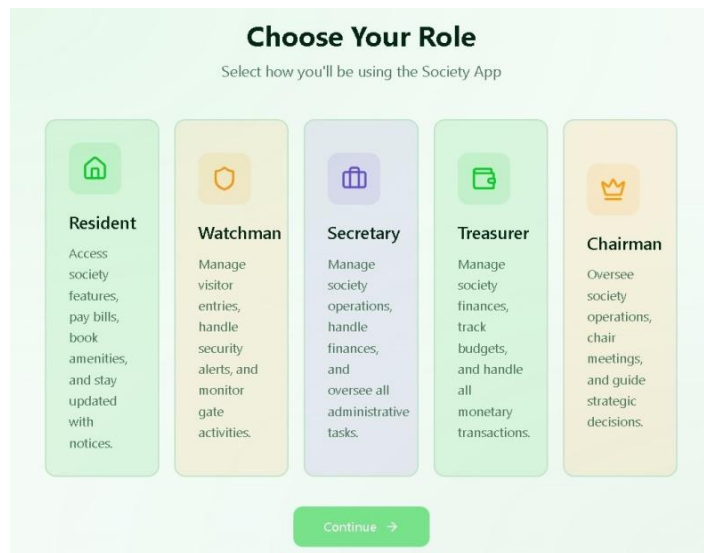 Choose Your Role
Select how you'll be using the Society App
Resident
Access
society
features,
pay bills,
book
amenities,
and stay
updated
with
notices.
Watchman
Manage
visitor
entries,
handle
security
alerts, and
monitor
gate
activities.
Secretary
Manage
society
operations,
handle
finances,
and
oversee all
administrative
tasks.
Treasurer
Manage
society
finances,
track
budgets,
and handle
all
monetary
transactions.
Chairman
Oversee
society
operations,
chair
meetings,
and guide
strategic
decisions.
Continue →